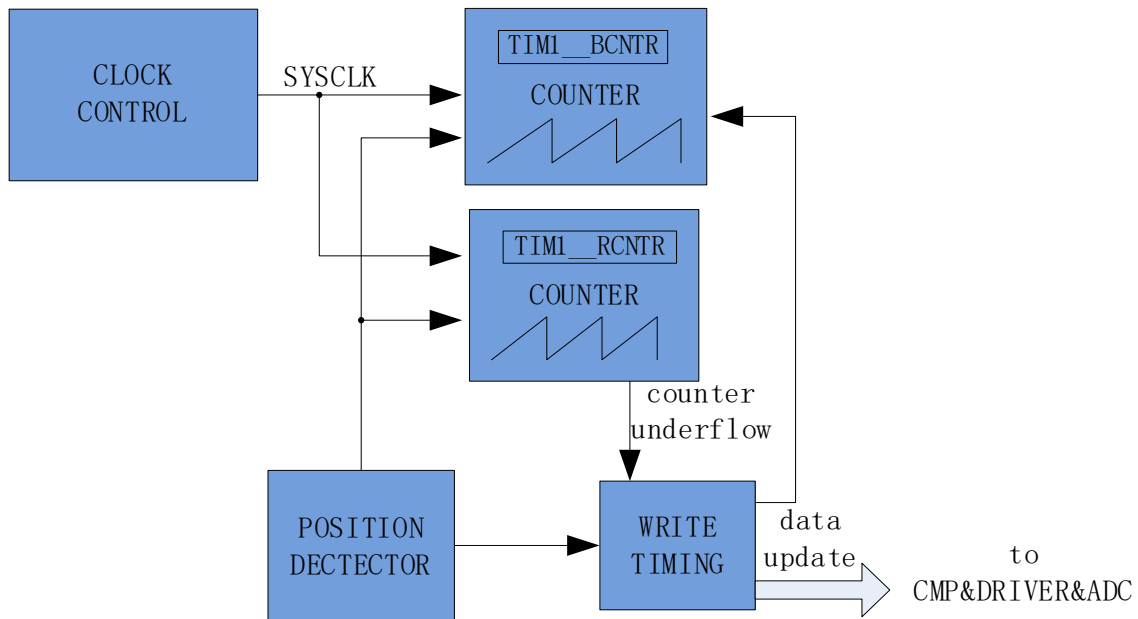 CLOCK
CONTROL
SYSCLK
TIM1__BCNTR
COUNTER
TIM1__RCNTR
COUNTER
counter
underflow
POSITION
DECTECTOR
WRITE
TIMING
data
update
to
CMP&DRIVER&ADC